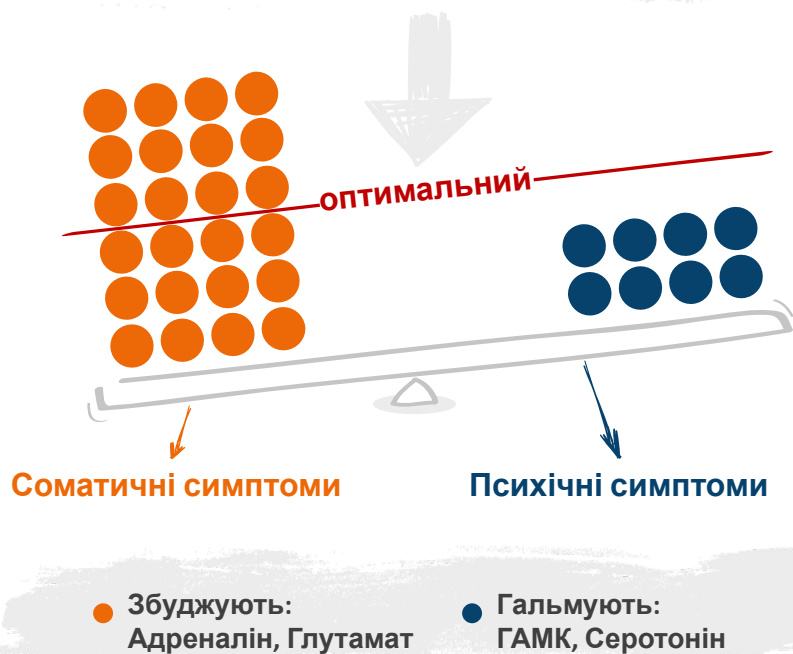 оптимальний
Соматичні симптоми
Психічні симптоми
Збуджують:
Адреналін, Глутамат
Гальмують:
ГАМК, Серотонін